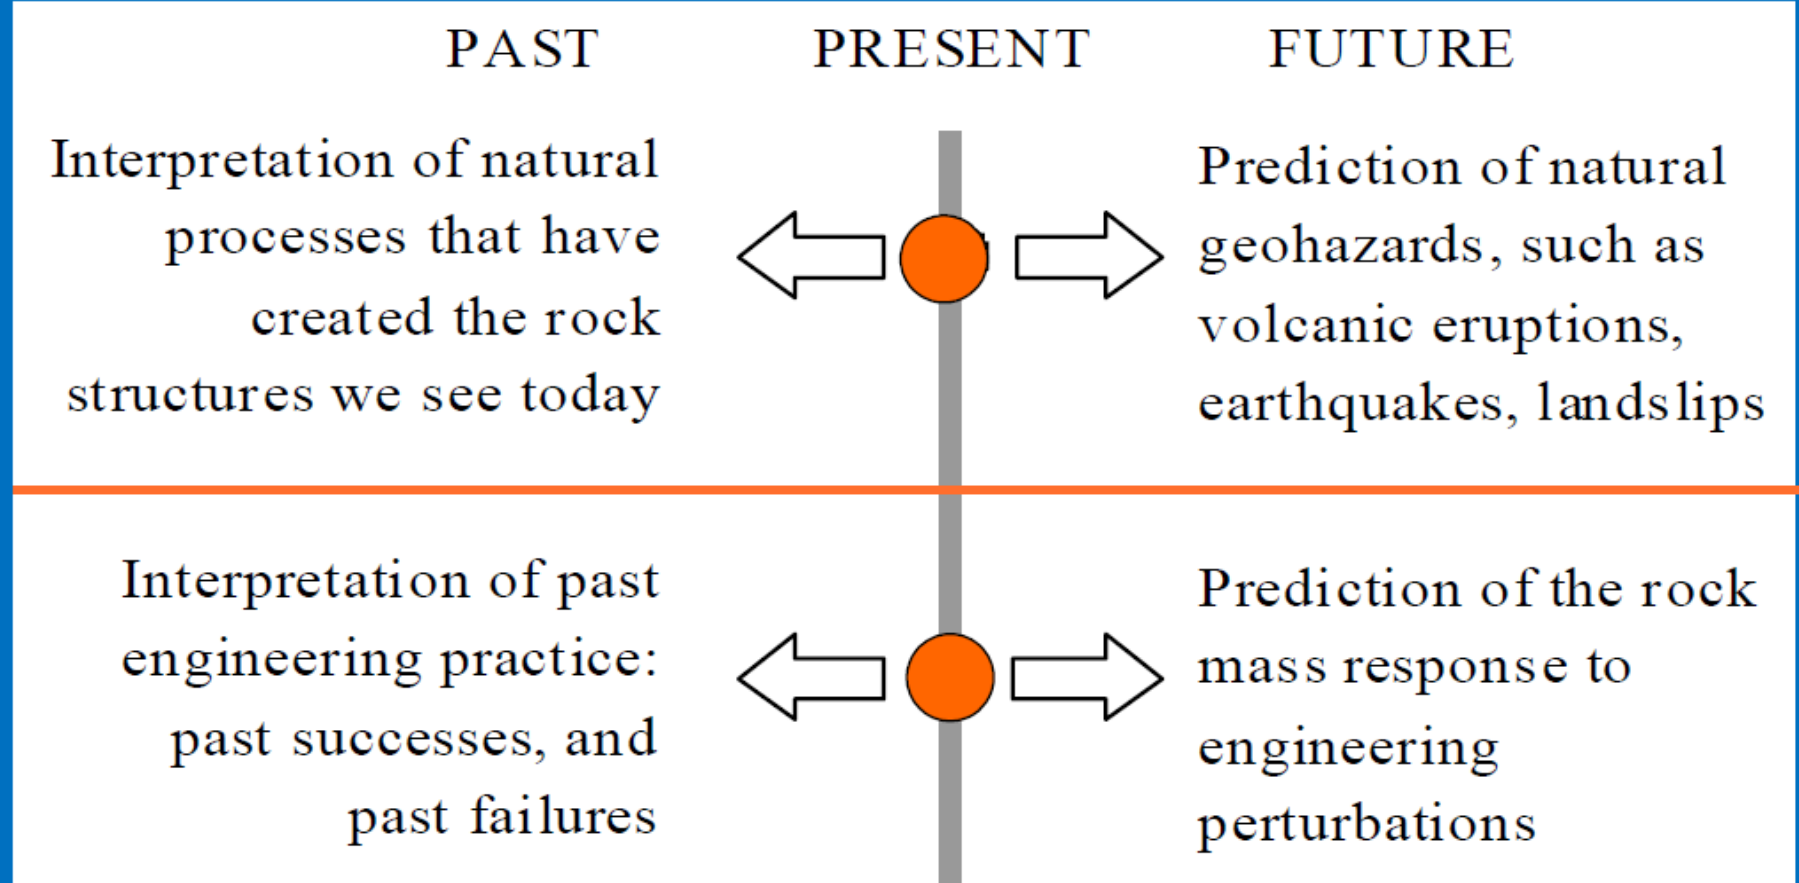 PAST
PRESENT
FUTURE
Interpretation of natural
processes that have
created the rock
structures we see today
Prediction of natural
geohazards, such as
volcanic eruptions,
earthquakes, landslips
Interpretation of past
engineering practice:
past successes, and
past failures
Prediction of the rock
mass response to
engineering
perturbations